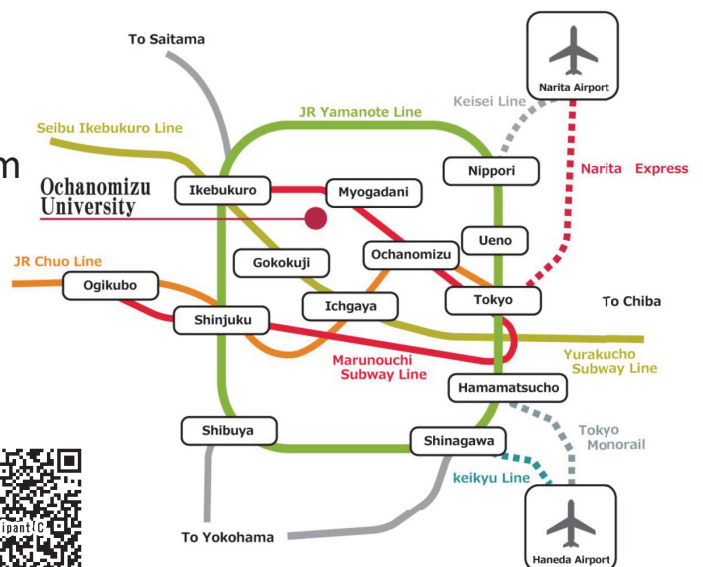 To Saitama
Narita Airport
Keisei Line
JR Yamanote Line
Seibu Ikebukuro Line
m
Nippori
Narita Express
Ikebukuro
Myogadani
Ochanomizu
University
Ueno
Ochanomizu
Gokokuji
JR Chuo Line
Ogikubo
Ichgaya
Tokyo
To Chiba
Shinjuku
Marunouchi
Subway Line
Yurakucho
Subway Line
Hamamatsucho
Shibuya
Shinagawa
Tokyo
Monorail
keikyu Line
To Yokohama
Haneda Airport